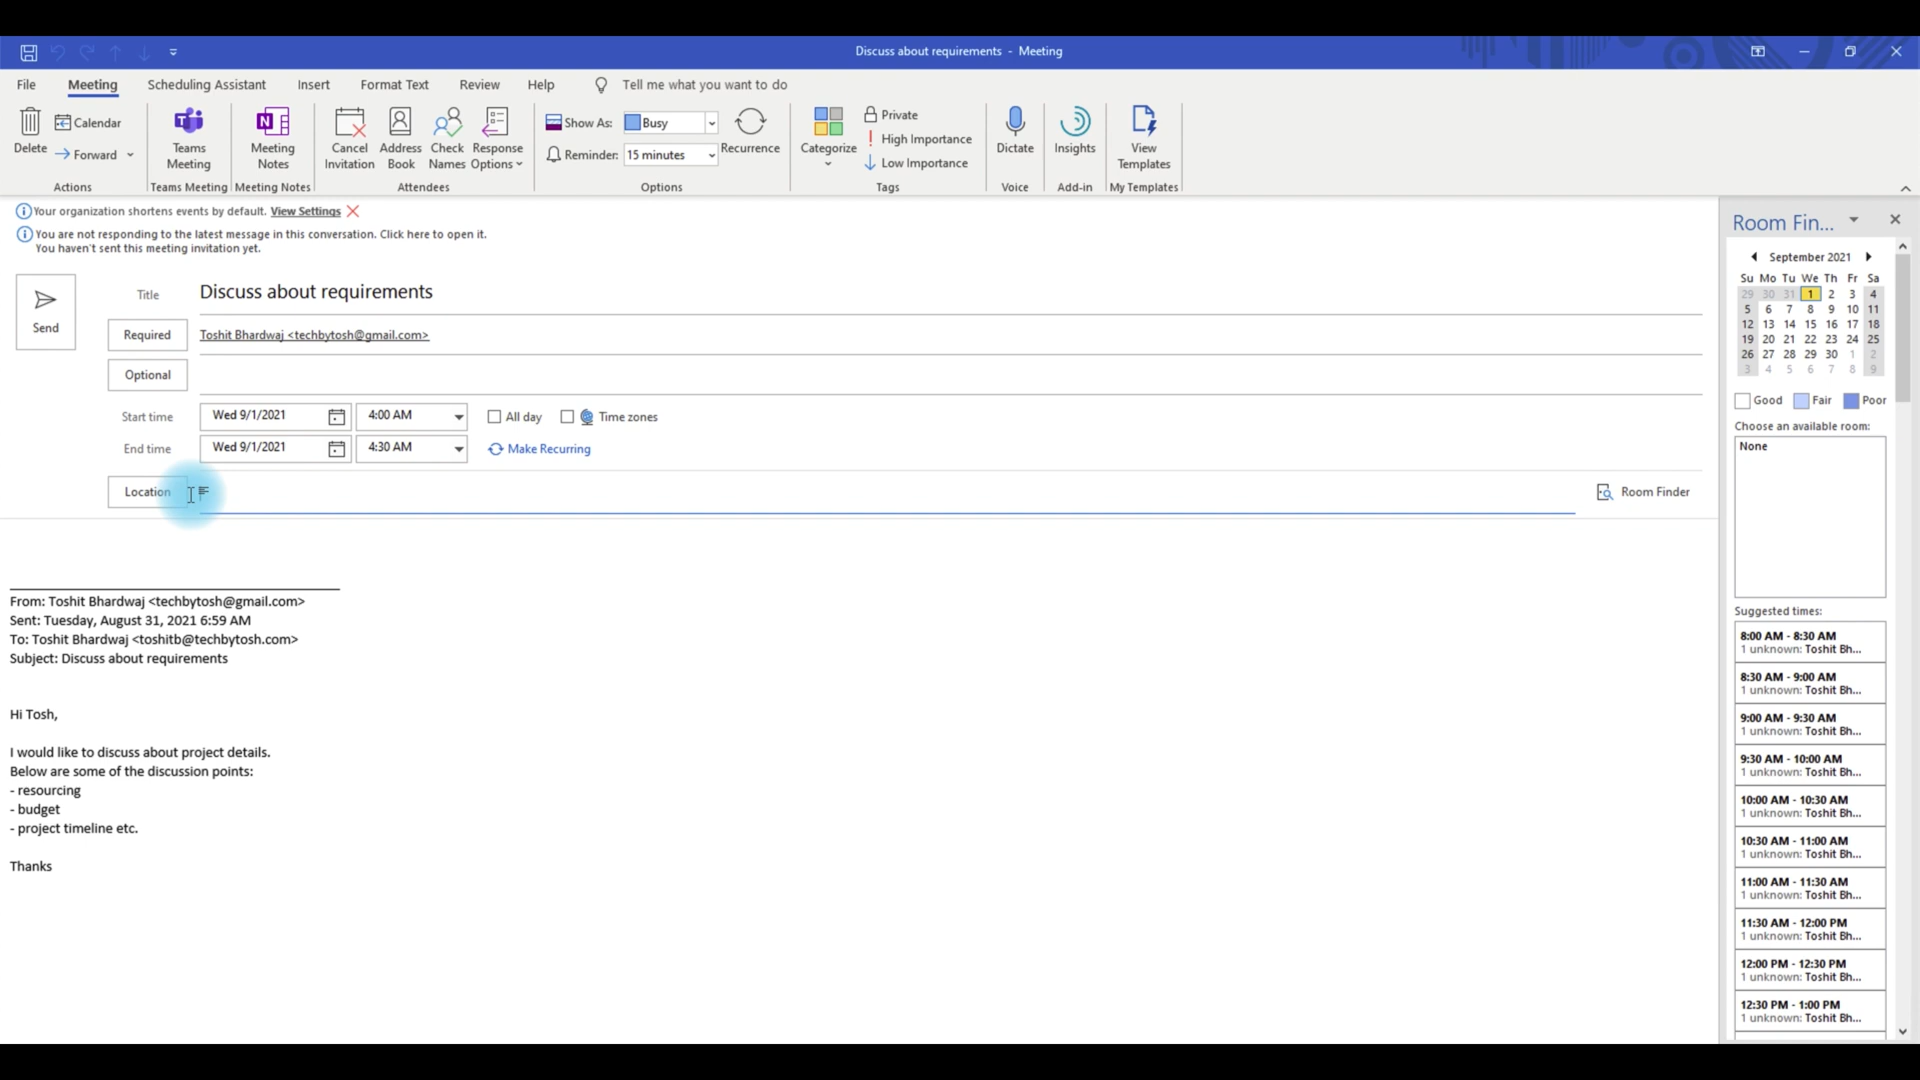 Discuss about requirements - Meeting
File Meeting Scheduling Assistant Insert Format Text Review Help Tell me what you want to do
Delete
Calendar
Forward
Actions
Teams
Meeting
Teams Meeting
Meeting
Notes
Meeting Notes
Cancel
Invitation
Address
Book
Check
Names
Response
Options
Attendees
Show As: Busy
Reminder: 15 minutes
Recurrence
Options
Categorize
Private
High Importance
Low Importance
Tags
Dictate
Voice
Insights
Add-in
View
Templates
My Templates
Your organization shortens events by default. View Settings
You are not responding to the latest message in this conversation. Click here to open it.
You haven't sent this meeting invitation yet.
Send
Title Discuss about requirements
Required Toshit Bhardwaj <techbytosh@gmail.com>
Optional
Start time Wed 9/1/2021 4:00 AM All day Time zones
End time Wed 9/1/2021 4:30 AM Make Recurring
Location Room Finder
From: Toshit Bhardwaj <techbytosh@gmail.com>
Sent: Tuesday, August 31, 2021 6:59 AM
To: Toshit Bhardwaj <toshitb@techbytosh.com>
Subject: Discuss about requirements
Hi Tosh,
I would like to discuss about project details.
Below are some of the discussion points:
- resourcing
- budget
- project timeline etc.
Thanks
Room Fin...
September 2021
Su Mo Tu We Th Fr Sa
29 30 31 1 2 3 4
5 6 7 8 9 10 11
12 13 14 15 16 17 18
19 20 21 22 23 24 25
26 27 28 29 30 1 2
3 4 5 6 7 8 9
Good Fair Poor
Choose an available room:
None
Suggested times:
8:00 AM - 8:30 AM
1 unknown: Toshit Bh...
8:30 AM - 9:00 AM
1 unknown: Toshit Bh...
9:00 AM - 9:30 AM
1 unknown: Toshit Bh...
9:30 AM - 10:00 AM
1 unknown: Toshit Bh...
10:00 AM - 10:30 AM
1 unknown: Toshit Bh...
10:30 AM - 11:00 AM
1 unknown: Toshit Bh...
11:00 AM - 11:30 AM
1 unknown: Toshit Bh...
11:30 AM - 12:00 PM
1 unknown: Toshit Bh...
12:00 PM - 12:30 PM
1 unknown: Toshit Bh...
12:30 PM - 1:00 PM
1 unknown: Toshit Bh...